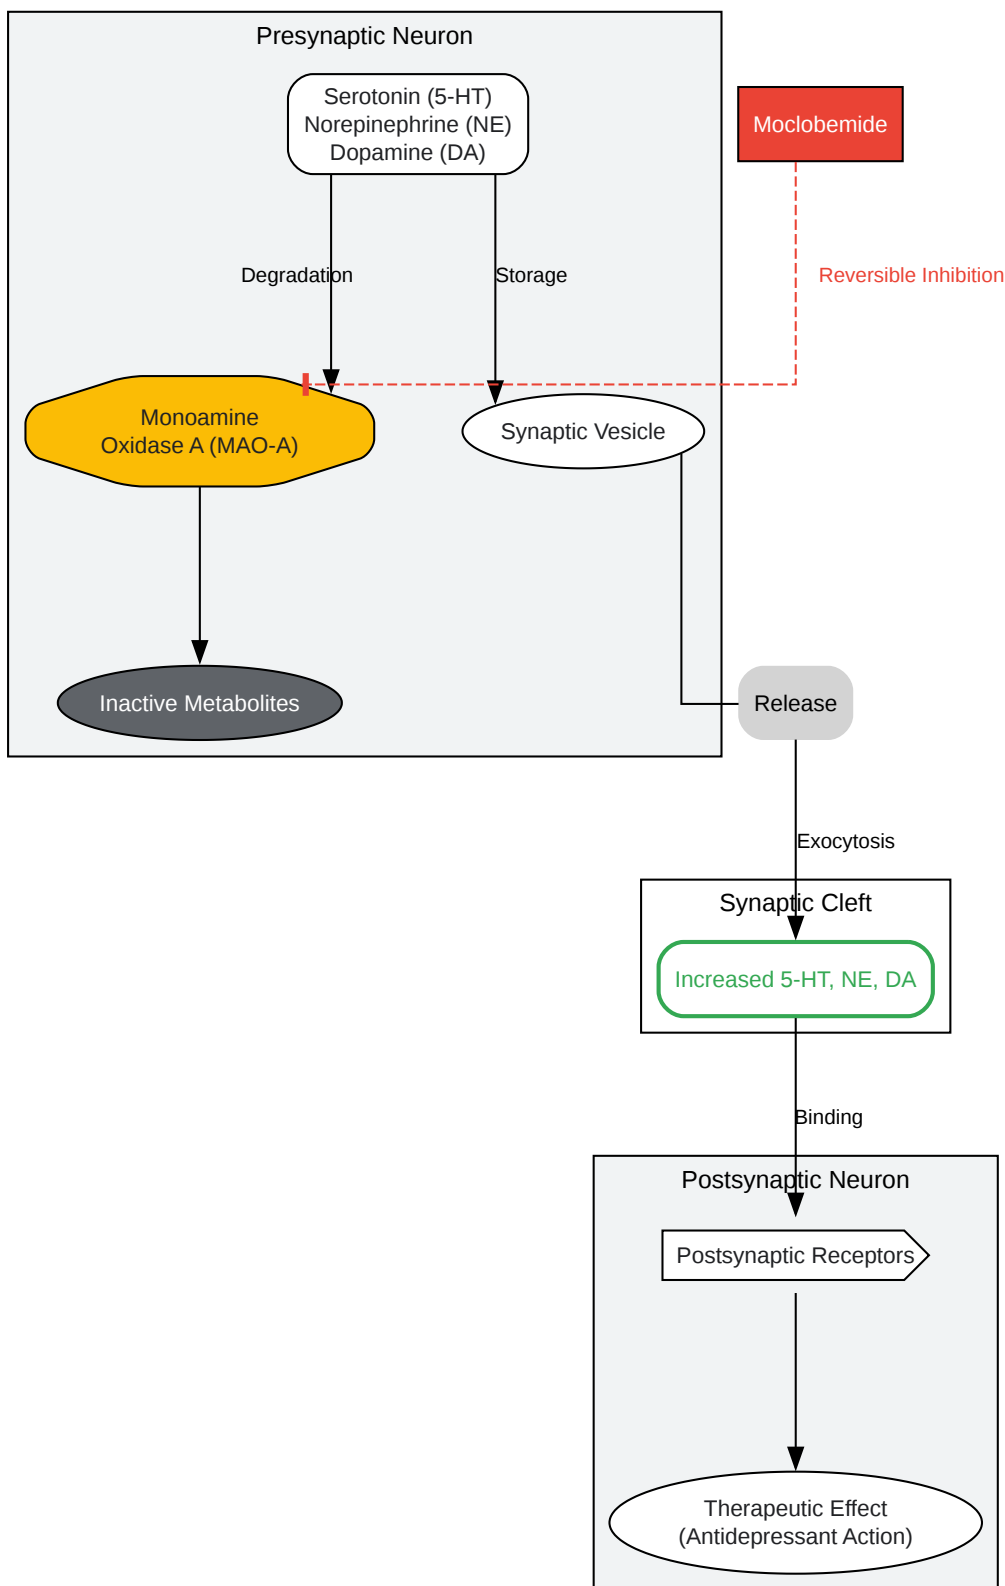 Presynaptic Neuron
Serotonin (5-HT)
Norepinephrine (NE)
Dopamine (DA)
Moclobemide
Degradation
Storage
Reversible Inhibition
Monoamine
Oxidase A (MAO-A)
Synaptic Vesicle
Inactive Metabolites
Release
Exocytosis
Synaptic Cleft
Increased 5-HT, NE, DA
Binding
Postsynaptic Neuron
Postsynaptic Receptors
Therapeutic Effect
(Antidepressant Action)